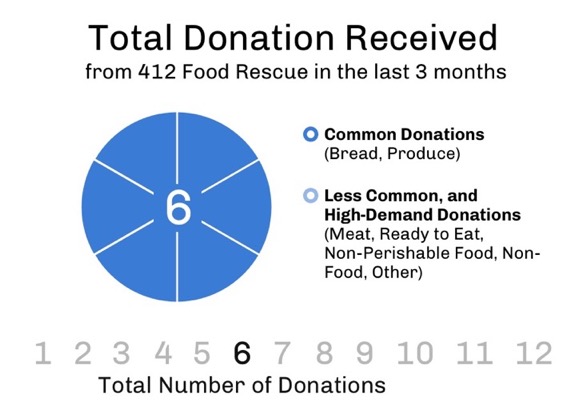 Total Donation Received
from 412 Food Rescue in the last 3 months
6
Common Donations
(Bread, Produce)
Less Common, and
High-Demand Donations
(Meat, Ready to Eat,
Non-Perishable Food, Non-
Food, Other)
1 2 3 4 5 6 7 8 9 10 11 12
Total Number of Donations